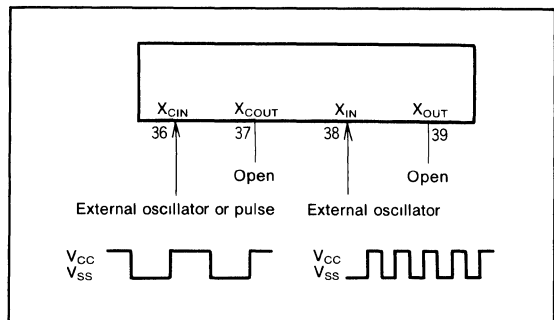 XCIN XCOUT XIN XOUT
36 37 38 39
Open Open
External oscillator or pulse External oscillator
VCC VCC
VSS VSS